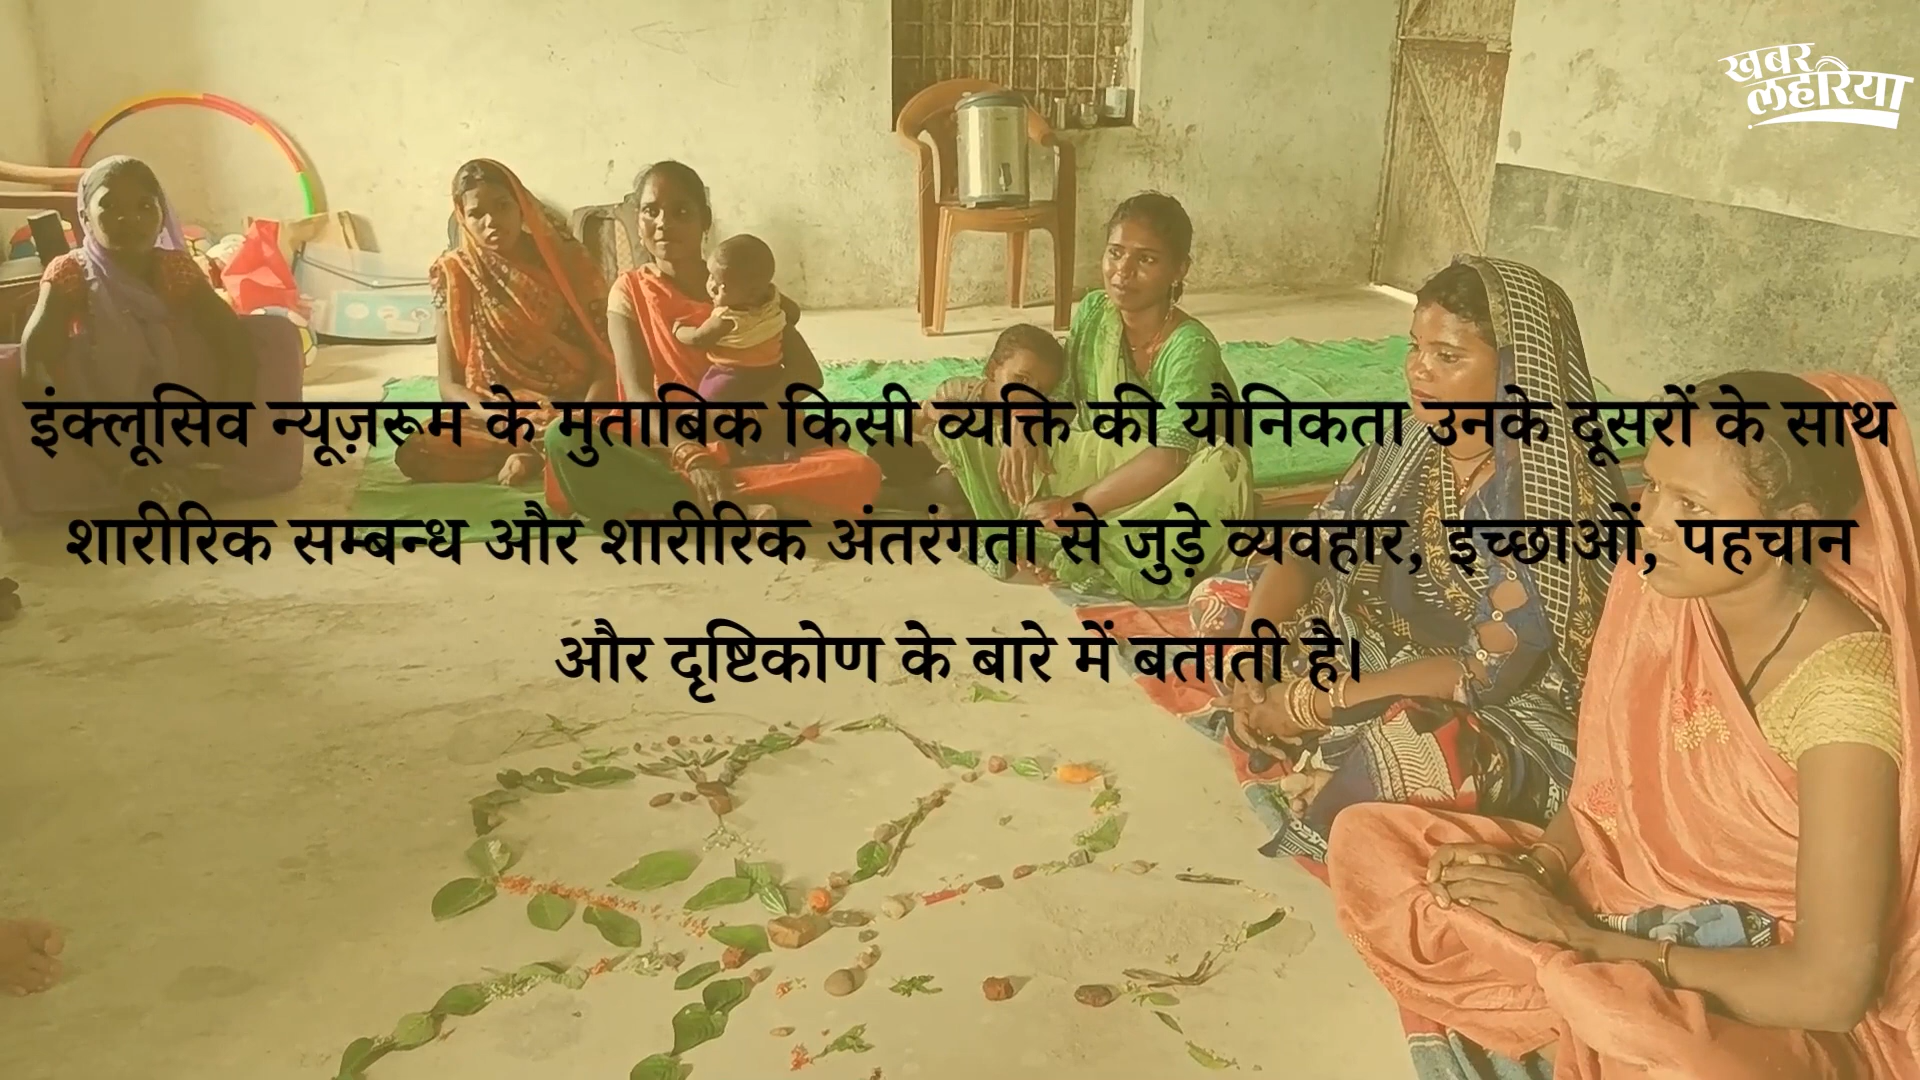 खबर
लहरिया
इंक्लूसिव न्यूज़रूम के मुताबिक किसी व्यक्ति की यौनिकता उनके दूसरों के साथ
शारीरिक सम्बन्ध और शारीरिक अंतरंगता से जुड़े व्यवहार, इच्छाओं, पहचान
और दृष्टिकोण के बारे में बताती है।